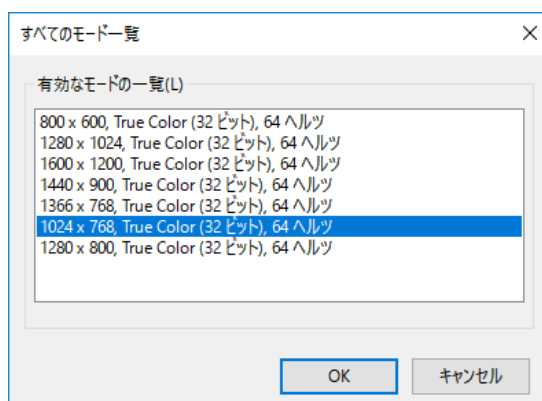 すべてのモード一覧
有効なモードの一覧(L)
800 x 600, True Color (32 ビット), 64 ヘルツ
1280 x 1024, True Color (32 ビット), 64 ヘルツ
1600 x 1200, True Color (32 ビット), 64 ヘルツ
1440 x 900, True Color (32 ビット), 64 ヘルツ
1366 x 768, True Color (32 ビット), 64 ヘルツ
1024 x 768, True Color (32 ビット), 64 ヘルツ
1280 x 800, True Color (32 ビット), 64 ヘルツ
OK キャンセル